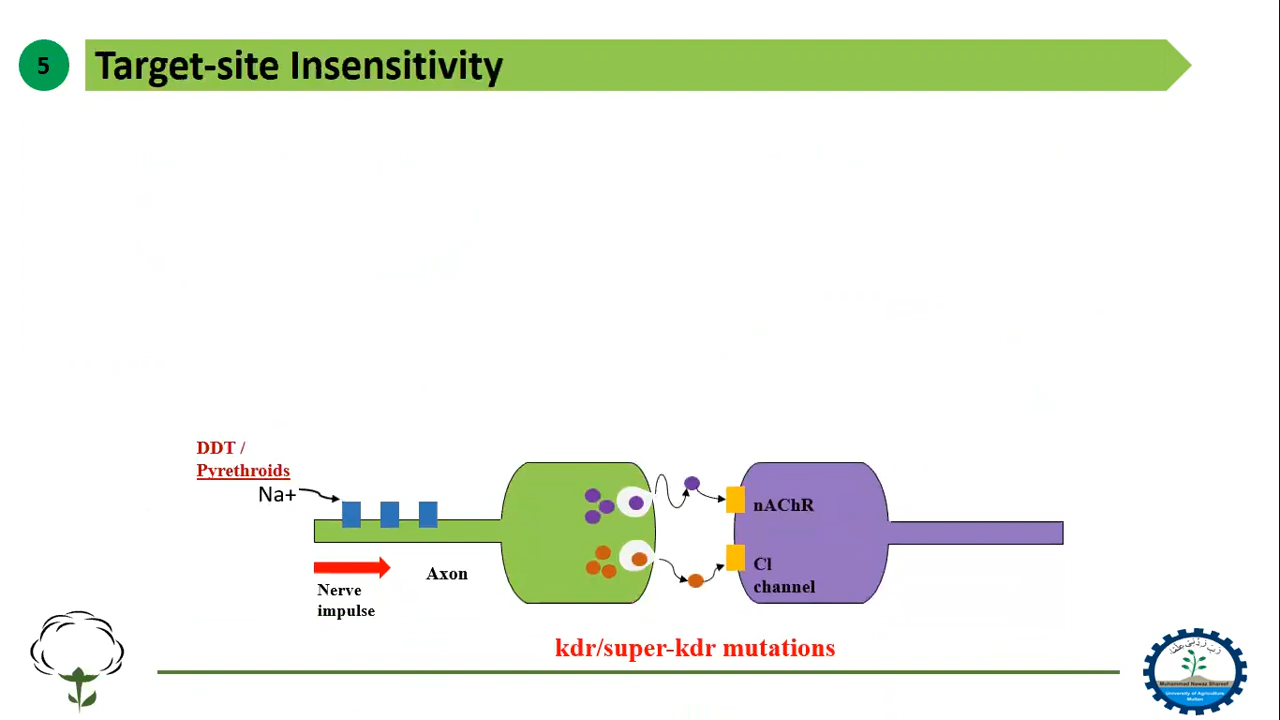 5
Target-site Insensitivity
DDT /
Pyrethroids
Na+
nAChR
Cl
channel
Axon
Nerve
impulse
kdr/super-kdr mutations
Muhammad Nawaz Shareef
University of Agriculture
Multan